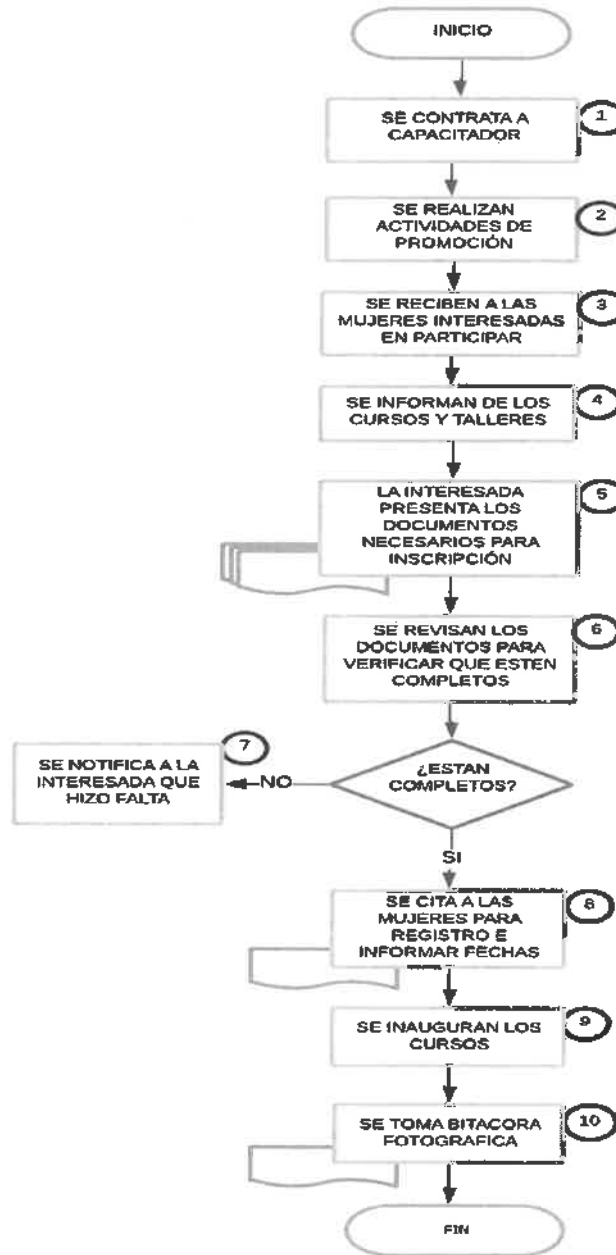 INICIO
SE CONTRATA A
CAPACITADOR
1
SE REALIZAN
ACTIVIDADES DE
PROMOCIÓN
2
SE RECIBEN A LAS
MUJERES INTERESADAS
EN PARTICIPAR
3
SE INFORMAN DE LOS
CURSOS Y TALLERES
4
LA INTERESADA
PRESENTA LOS
DOCUMENTOS
NECESARIOS PARA
INSCRIPCIÓN
5
SE REVISAN LOS
DOCUMENTOS PARA
VERIFICAR QUE ESTEN
COMPLETOS
6
¿ESTAN
COMPLETOS?
NO
SE NOTIFICA A LA
INTERESADA QUE
HIZO FALTA
7
SI
SE CITA A LAS
MUJERES PARA
REGISTRO E
INFORMAR FECHAS
8
SE INAUGURAN LOS
CURSOS
9
SE TOMA BITACORA
FOTOGRAFICA
10
FIN